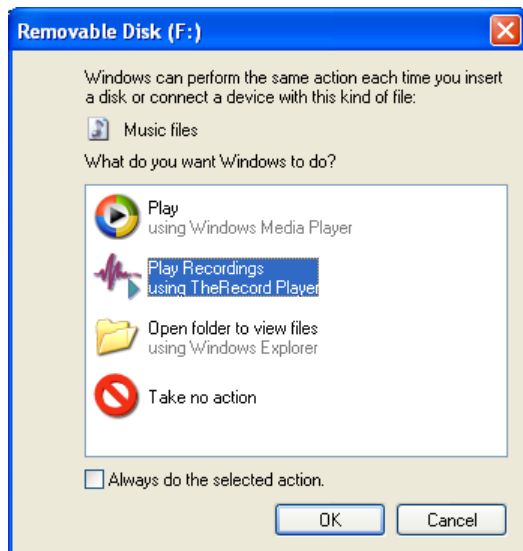 Removable Disk (F:)
Windows can perform the same action each time you insert
a disk or connect a device with this kind of file:
Music files
What do you want Windows to do?
Play
using Windows Media Player
Play Recordings
using TheRecord Player
Open folder to view files
using Windows Explorer
Take no action
Always do the selected action.
OK
Cancel